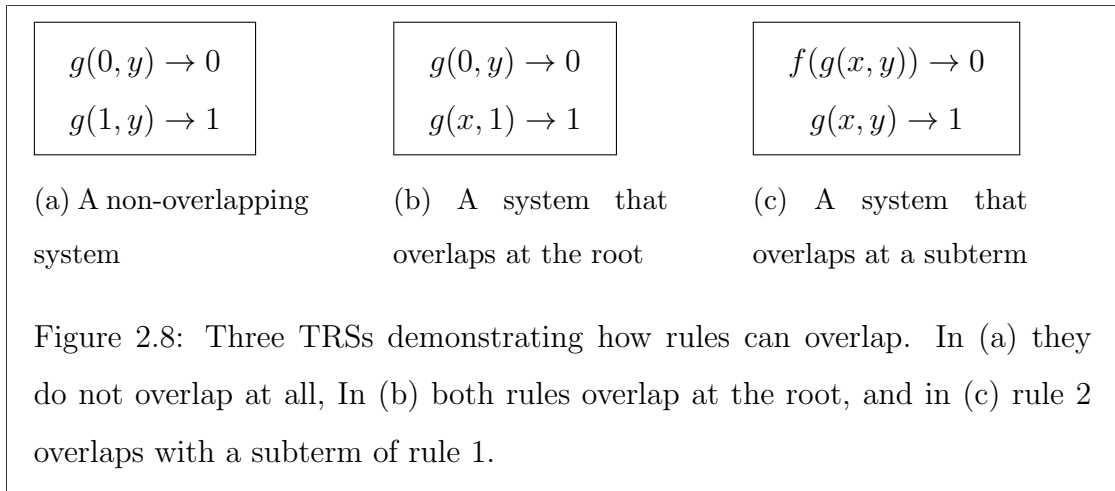 g(0, y) → 0
g(1, y) → 1
(a) A non-overlapping
system
g(0, y) → 0
g(x, 1) → 1
(b) A system that
overlaps at the root
f(g(x, y)) → 0
g(x, y) → 1
(c) A system that
overlaps at a subterm
Figure 2.8: Three TRSs demonstrating how rules can overlap. In (a) they
do not overlap at all, In (b) both rules overlap at the root, and in (c) rule 2
overlaps with a subterm of rule 1.